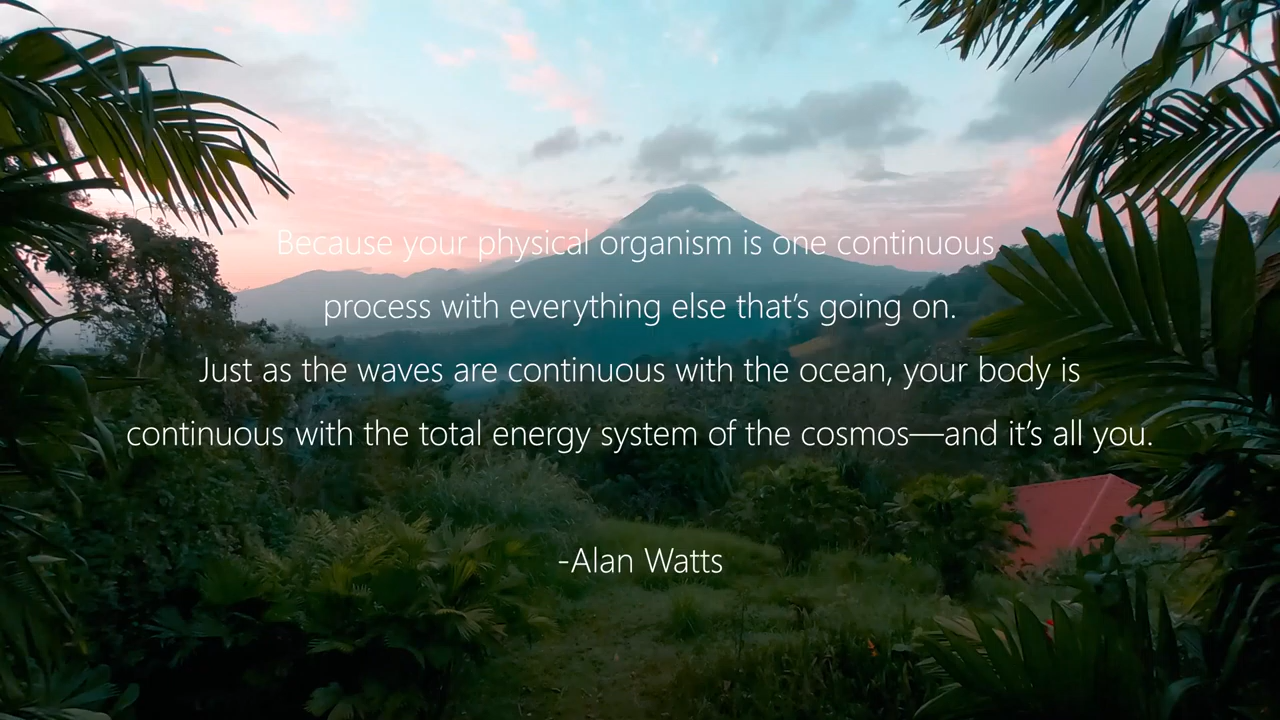 Because your physical organism is one continuous
process with everything else that’s going on.
Just as the waves are continuous with the ocean, your body is
continuous with the total energy system of the cosmos—and it’s all you.
-Alan Watts